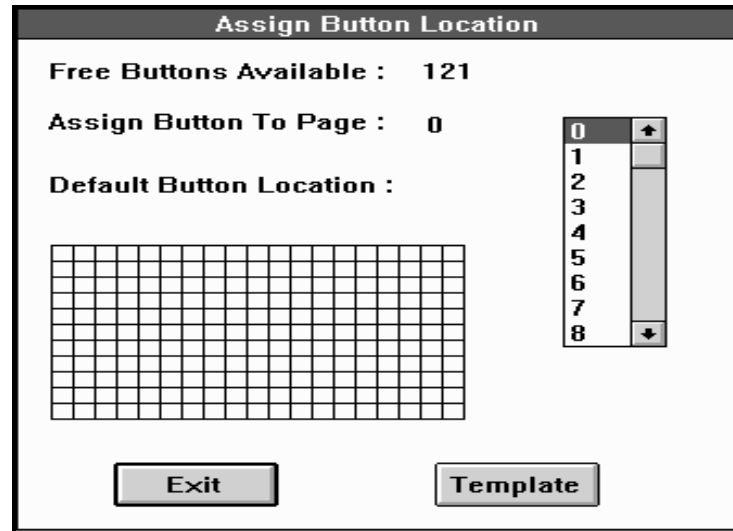 Assign Button Location
Free Buttons Available : 121
Assign Button To Page : 0
Default Button Location :
0
1
2
3
4
5
6
7
8
Exit
Template